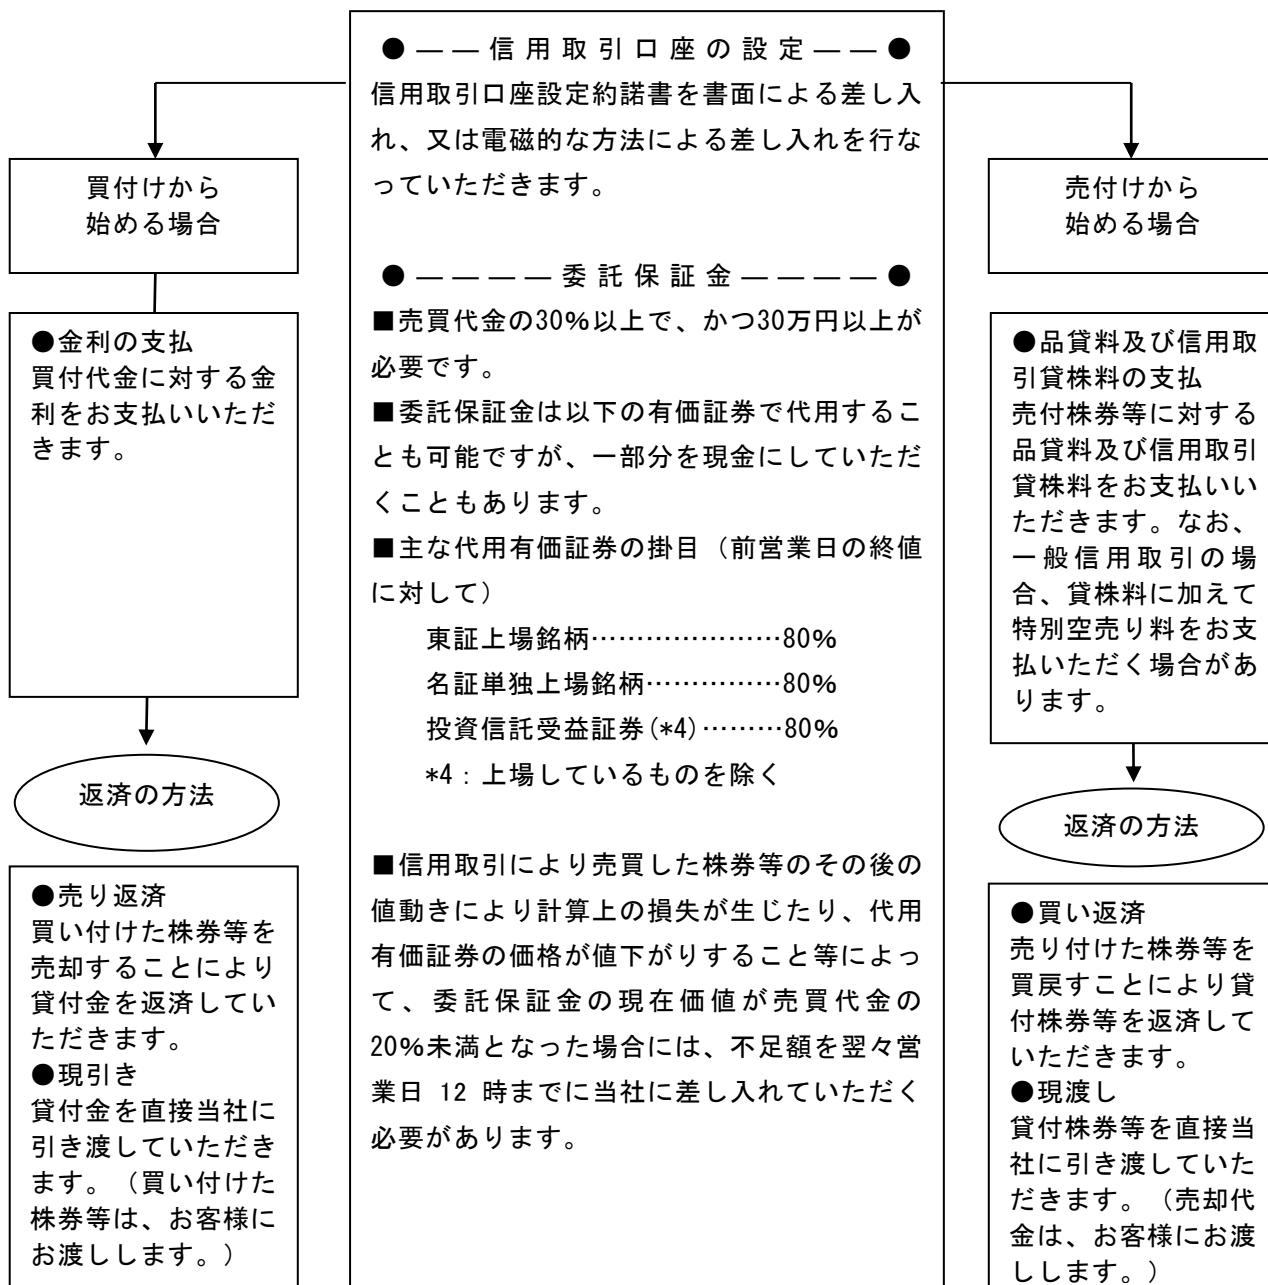 ●――信用取引口座の設定――●
信用取引口座設定約諾書を書面による差し入
れ、又は電磁的な方法による差し入れを行な
っていただきます。
●――――委託保証金――――●
■売買代金の30%以上で、かつ30万円以上が
必要です。
■委託保証金は以下の有価証券で代用するこ
とも可能ですが、一部分を現金にしていただ
くこともあります。
■主な代用有価証券の掛目（前営業日の終値
に対して）
東証上場銘柄…………………80%
名証単独上場銘柄……………80%
投資信託受益証券(*4)………80%
*4：上場しているものを除く
■信用取引により売買した株券等のその後の
値動きにより計算上の損失が生じたり、代用
有価証券の価格が値下がりすること等によっ
て、委託保証金の現在価値が売買代金の
20%未満となった場合には、不足額を翌々営
業日 12 時までに当社に差し入れていただく
必要があります。
買付けから
始める場合
●金利の支払
買付代金に対する金
利をお支払いいただ
きます。
返済の方法
●売り返済
買い付けた株券等を
売却することにより
貸付金を返済してい
ただきます。
●現引き
貸付金を直接当社に
引き渡していただき
ます。（買い付けた
株券等は、お客様に
お渡しします。）
売付けから
始める場合
●品貸料及び信用取
引貸株料の支払
売付株券等に対する
品貸料及び信用取引
貸株料をお支払いい
ただきます。なお、
一般信用取引の場
合、貸株料に加えて
特別空売り料をお支
払いただく場合があ
ります。
返済の方法
●買い返済
売り付けた株券等を
買戻すことにより貸
付株券等を返済して
いただきます。
●現渡し
貸付株券等を直接当
社に引き渡していた
だきます。（売却代
金は、お客様にお渡
しします。）